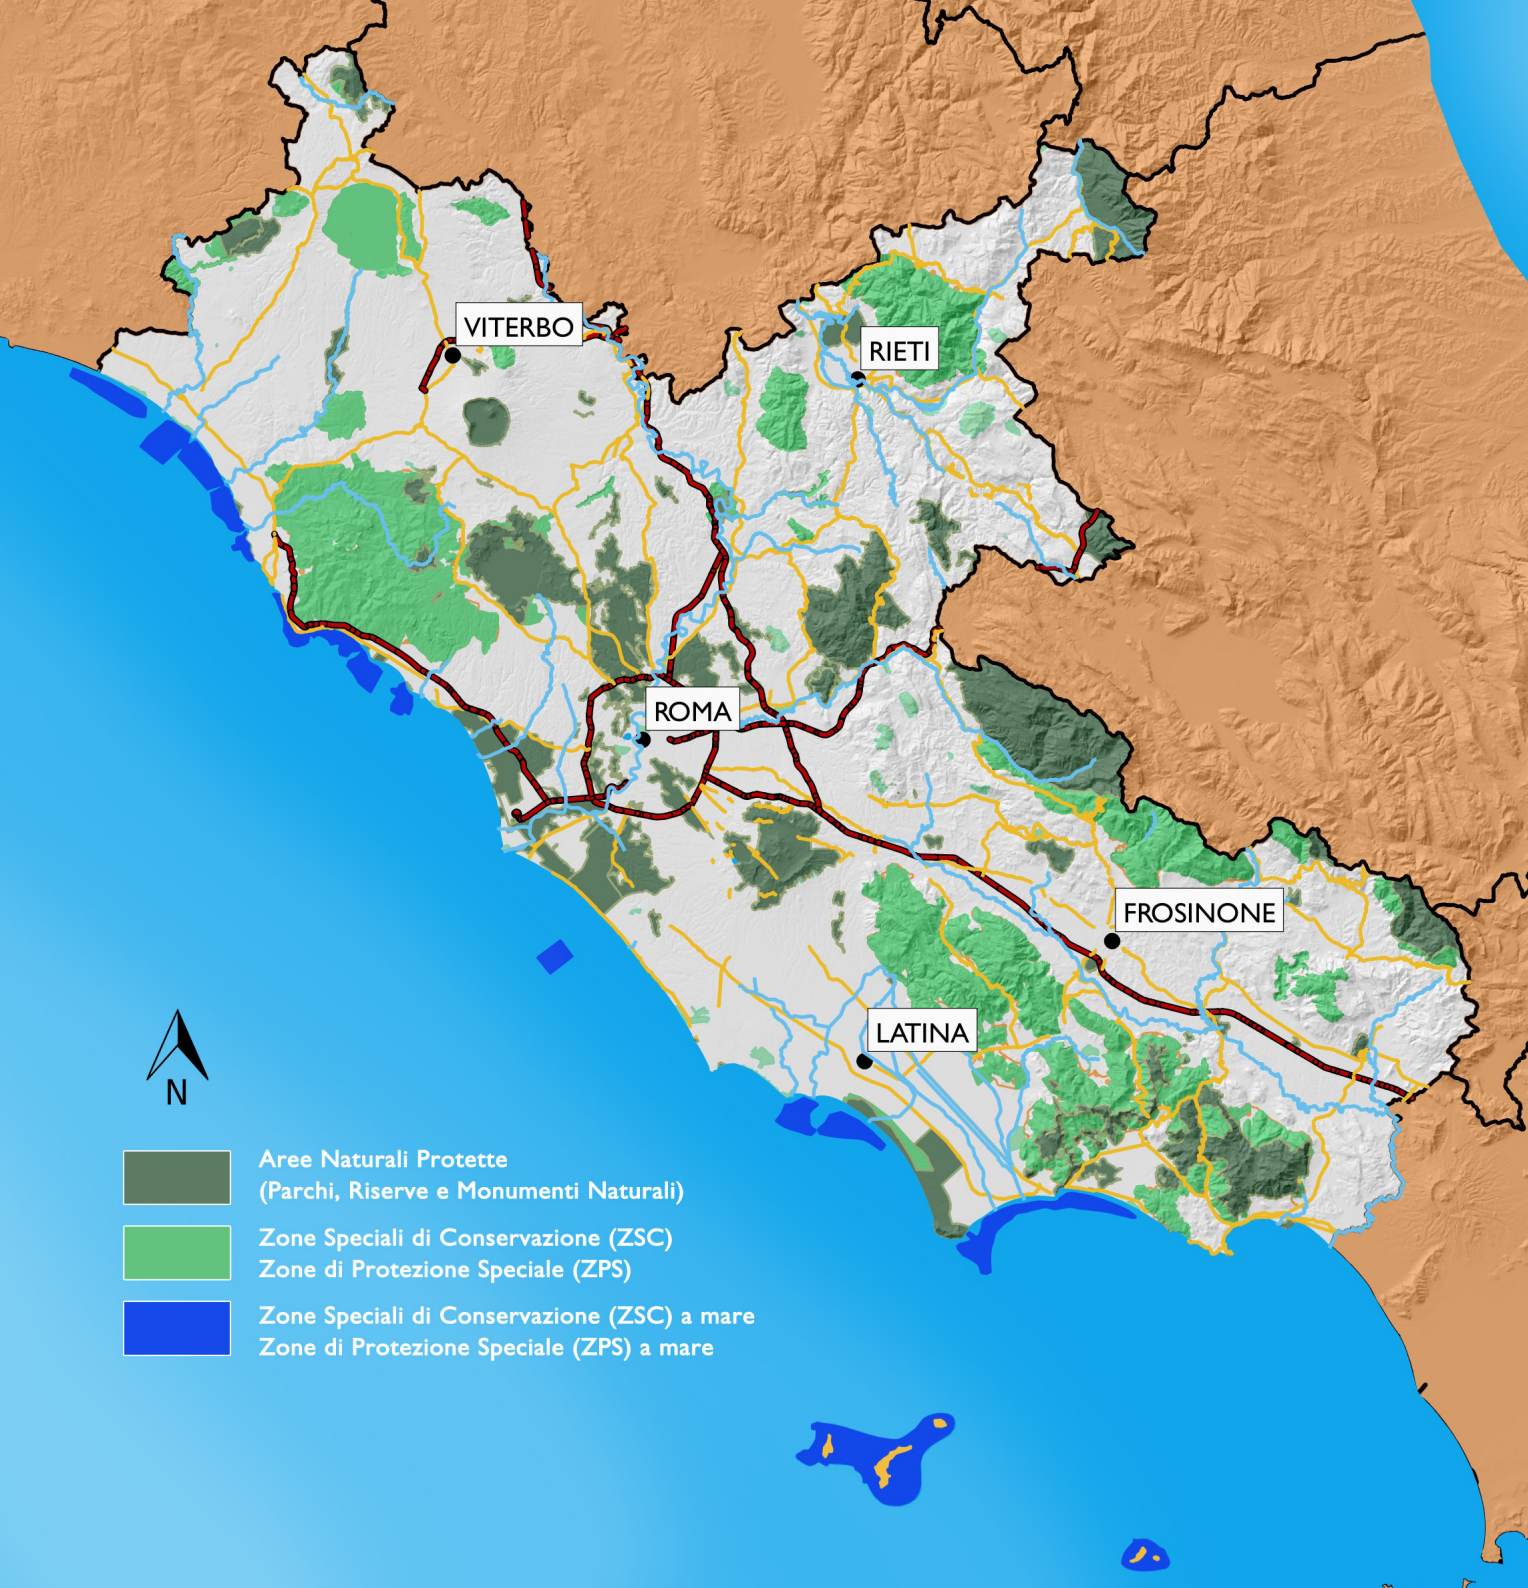 VITERBO
RIETI
ROMA
FROSINONE
LATINA
N
Aree Naturali Protette
(Parchi, Riserve e Monumenti Naturali)
Zone Speciali di Conservazione (ZSC)
Zone di Protezione Speciale (ZPS)
Zone Speciali di Conservazione (ZSC) a mare
Zone di Protezione Speciale (ZPS) a mare